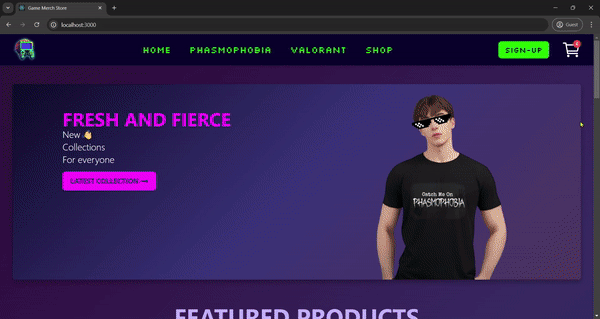 Game Merch Store
localhost:3000
Guest
HOME
PHASMOPHOBIA
VALORANT
SHOP
SIGN-UP
FRESH AND FIERCE
New 👋
Collections
For everyone
LATEST COLLECTION →
Catch Me On
PHASMOPHOBIA
FEATURED PRODUCTS